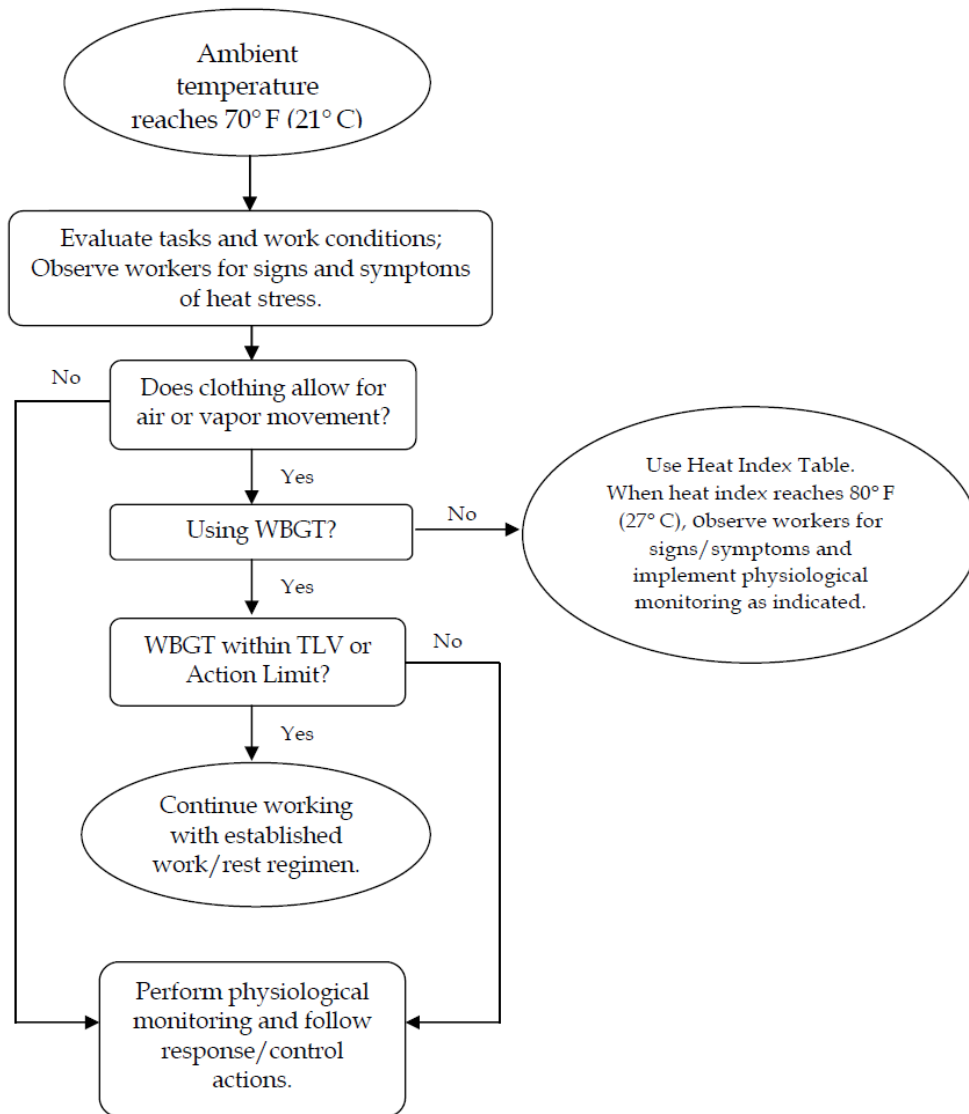 Ambient
temperature
reaches 70° F (21° C)
Evaluate tasks and work conditions;
Observe workers for signs and symptoms
of heat stress.
No
Does clothing allow for
air or vapor movement?
Yes
Using WBGT?
No
Use Heat Index Table.
When heat index reaches 80° F
(27° C), Observe workers for
signs/symptoms and
implement physiological
monitoring as indicated.
Yes
WBGT within TLV or
Action Limit?
No
Yes
Continue working
with established
work/rest regimen.
Perform physiological
monitoring and follow
response/control
actions.